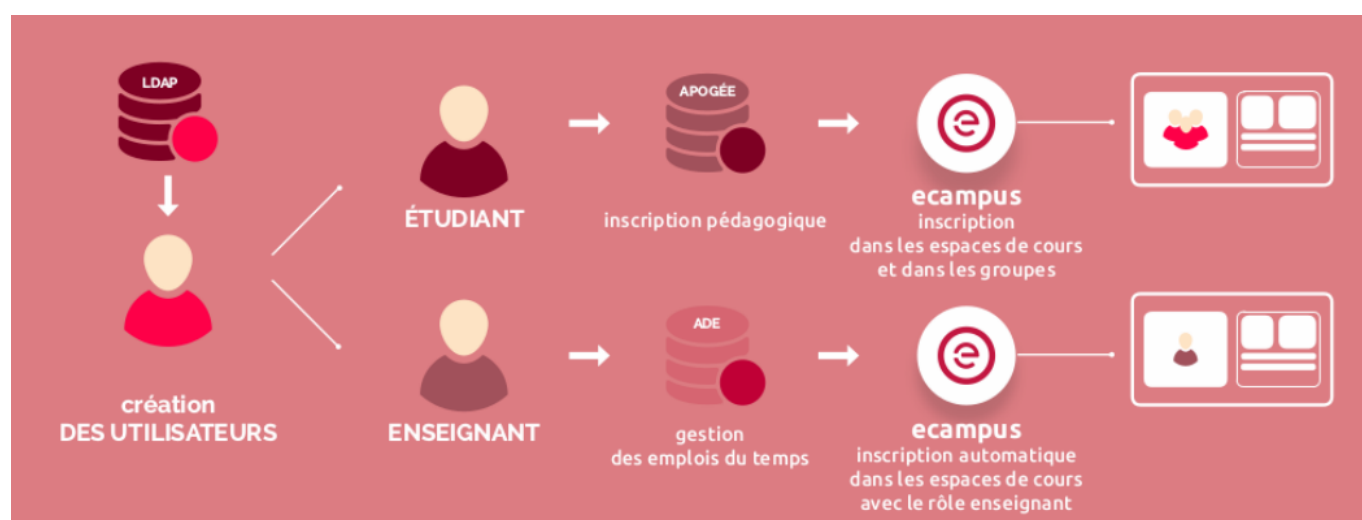 LDAP
création
DES UTILISATEURS
ÉTUDIANT
APOGÉE
inscription pédagogique
e
ecampus
inscription
dans les espaces de cours
et dans les groupes
ENSEIGNANT
ADE
gestion
des emplois du temps
e
ecampus
inscription automatique
dans les espaces de cours
avec le rôle enseignant